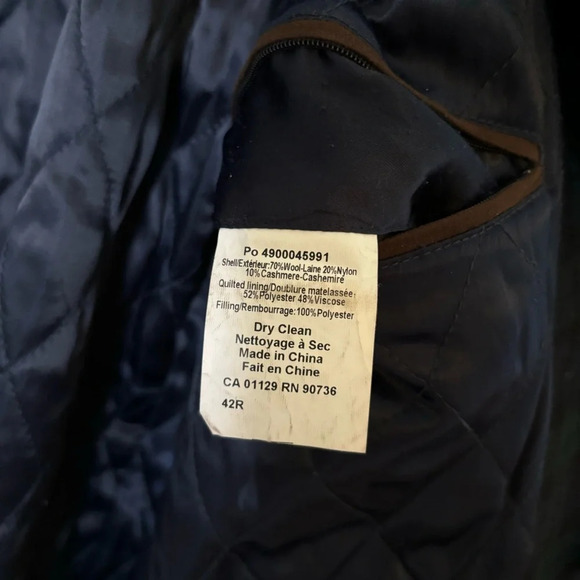 Po 4900045991
Shell/Extérieur:70%Wool-Laine 20%Nylon
10%Cashmere-Cashemire
Quilted lining/Doublure matelassée
52%Polyester 48%Viscose
Filling/Rembourrage:100%Polyester
Dry Clean
Nettoyage à Sec
Made in China
Fait en Chine
CA 01129 RN 90736
42R